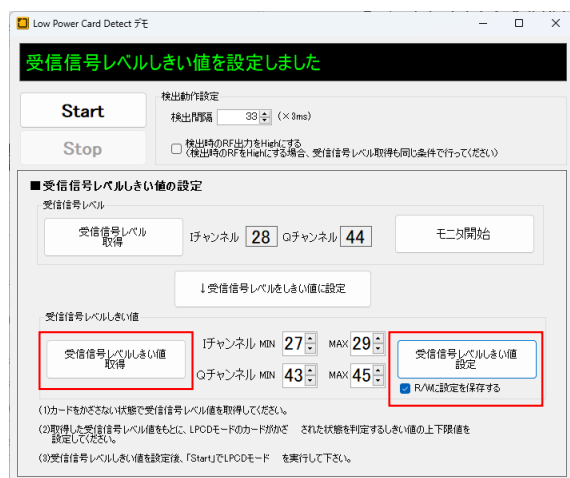 Low Power Card Detect デモ
受信信号レベルしきい値を設定しました
Start
Stop
検出動作設定
検出間隔 33 (×3ms)
検出時のRF出力をHighにする
(検出時のRFをHighにする場合、受信信号レベル取得も同じ条件で行ってください)
■受信信号レベルしきい値の設定
受信信号レベル
受信信号レベル
取得
Iチャンネル 28 Qチャンネル 44
モニタ開始
↓受信信号レベルをしきい値に設定
受信信号レベルしきい値
受信信号レベルしきい値
取得
Iチャンネル MIN 27 MAX 29
Qチャンネル MIN 43 MAX 45
受信信号レベルしきい値
設定
R/Wに設定を保存する
(1)カードをかざさない状態で受信信号レベル値を取得してください。
(2)取得した受信信号レベル値をもとに、LPCDモードのカードがかざ された状態を判定するしきい値の上下限値を
設定してください。
(3)受信信号レベルしきい値を設定後、「Start」でLPCDモード を実行して下さい。